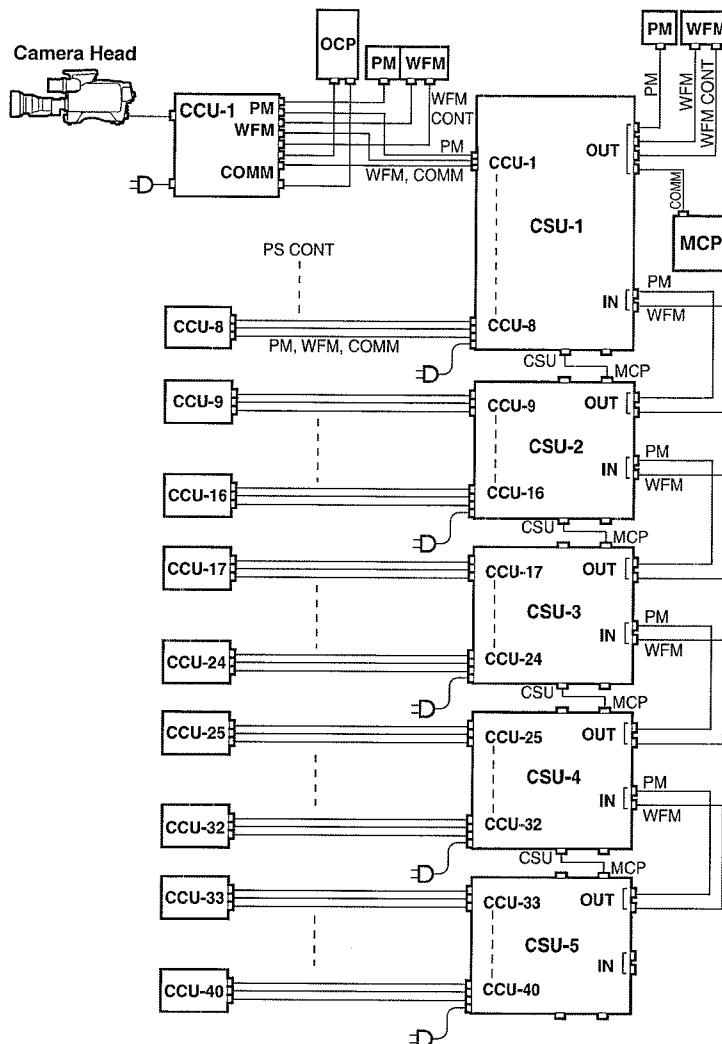 Camera Head
OCP
PM WFM
PM WFM
CCU-1
PM
WFM
COMM
WFM
CONT
PM
WFM, COMM
PM
WFM
WFM CONT
COMM
MCP
CCU-1
OUT
CSU-1
IN
CCU-8
PM
WFM
PS CONT
CCU-8
PM, WFM, COMM
CSU
MCP
CCU-9
CCU-9
OUT
CSU-2
IN
PM
WFM
CCU-16
CCU-16
CSU
MCP
CCU-17
CCU-17
OUT
CSU-3
IN
PM
WFM
CCU-24
CCU-24
CSU
MCP
CCU-25
CCU-25
OUT
CSU-4
IN
PM
WFM
CCU-32
CCU-32
CSU
MCP
CCU-33
CCU-33
OUT
CSU-5
IN
CCU-40
CCU-40